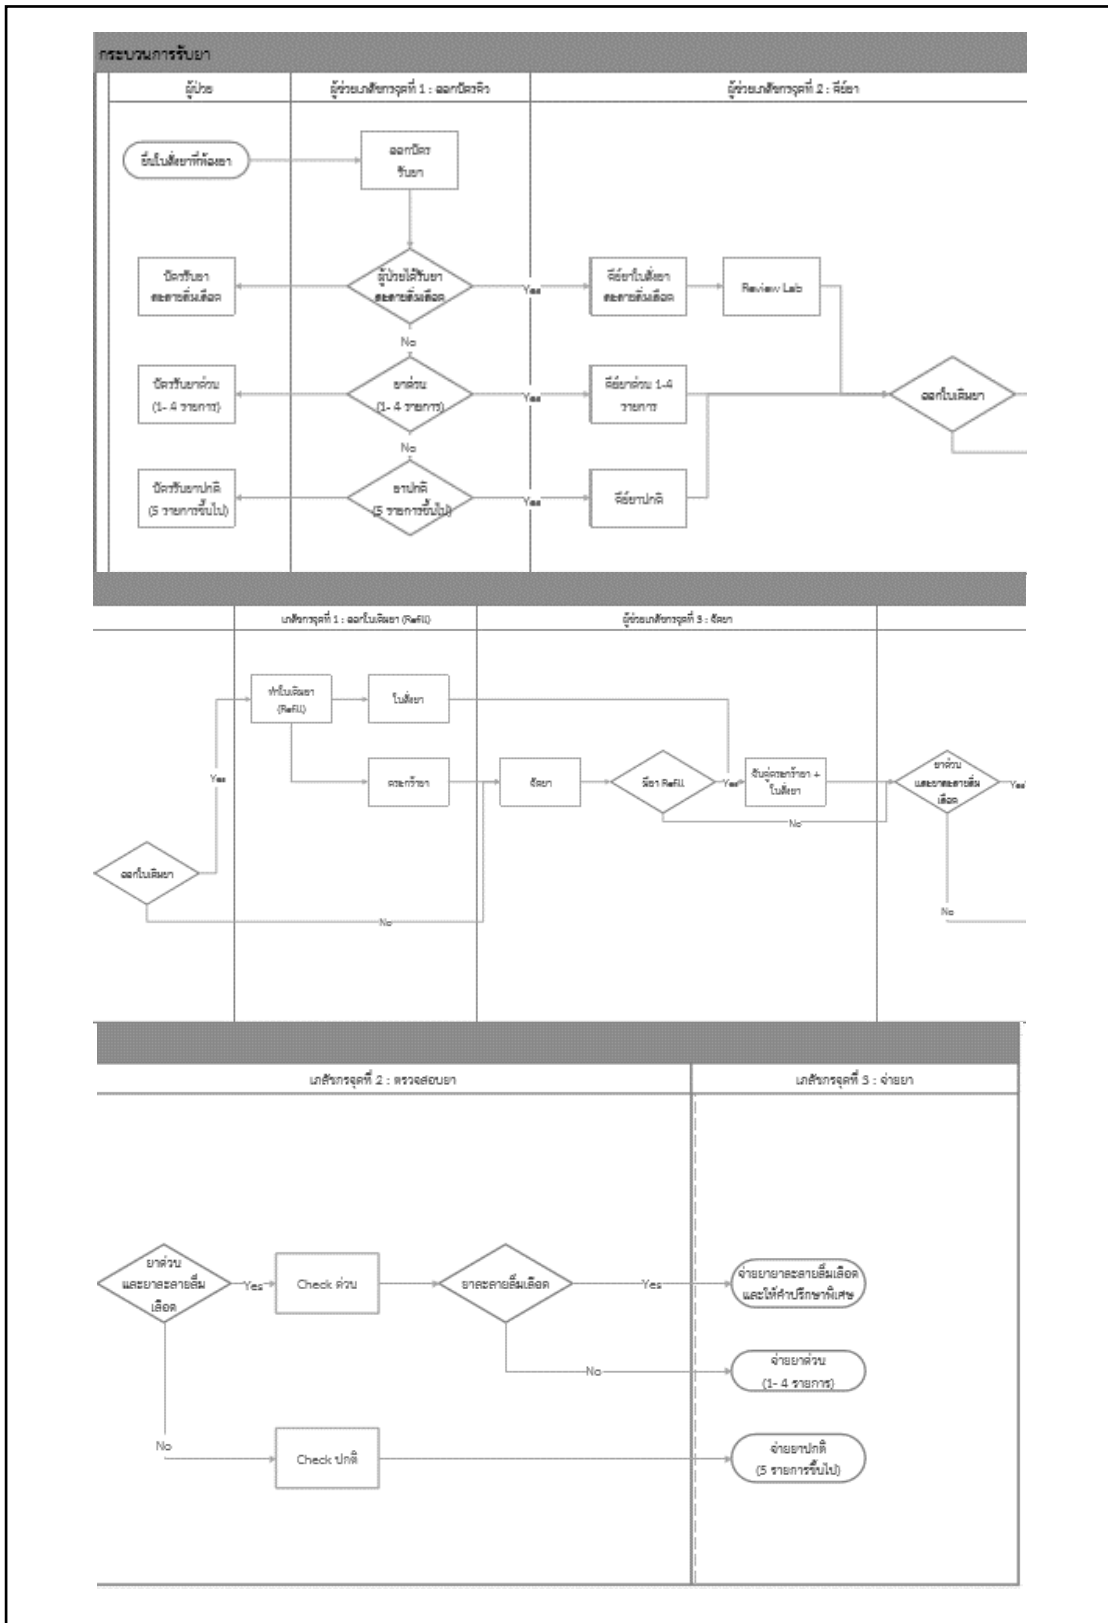 กระบวนการรับยา
ผู้ป่วย
ผู้ช่วยเภสัชกรจุดที่ 1 : ออกบัตรคิว
ผู้ช่วยเภสัชกรจุดที่ 2 : คีย์ยา
ยื่นใบสั่งยาที่ห้องยา
ออกบัตร
รับยา
บัตรรับยา
ละลายลิ่มเลือด
ผู้ป่วยได้รับยา
ละลายลิ่มเลือด
Yes
คีย์ยาใบสั่งยา
ละลายลิ่มเลือด
Review Lab
No
บัตรรับยาด่วน
(1- 4 รายการ)
ยาด่วน
(1- 4 รายการ)
Yes
คีย์ยาด่วน 1-4
รายการ
ออกใบเติมยา
No
บัตรรับยาปกติ
(5 รายการขึ้นไป)
ยาปกติ
(5 รายการขึ้นไป)
Yes
คีย์ยาปกติ
เภสัชกรจุดที่ 1 : ออกใบเติมยา (Refill)
ผู้ช่วยเภสัชกรจุดที่ 3 : จัดยา
ทำใบเติมยา
(Refill)
ใบสั่งยา
Yes
ตระกร้ายา
จัดยา
มียา Refill
Yes
จับคู่ตระกร้ายา +
ใบสั่งยา
ยาด่วน
และยาละลายลิ่ม
เลือด
Yes
No
ออกใบเติมยา
No
No
เภสัชกรจุดที่ 2 : ตรวจสอบยา
เภสัชกรจุดที่ 3 : จ่ายยา
ยาด่วน
และยาละลายลิ่ม
เลือด
Yes
Check ด่วน
ยาละลายลิ่มเลือด
Yes
จ่ายยายาละลายลิ่มเลือด
และให้คำปรึกษาพิเศษ
No
จ่ายยาด่วน
(1- 4 รายการ)
No
Check ปกติ
จ่ายยาปกติ
(5 รายการขึ้นไป)